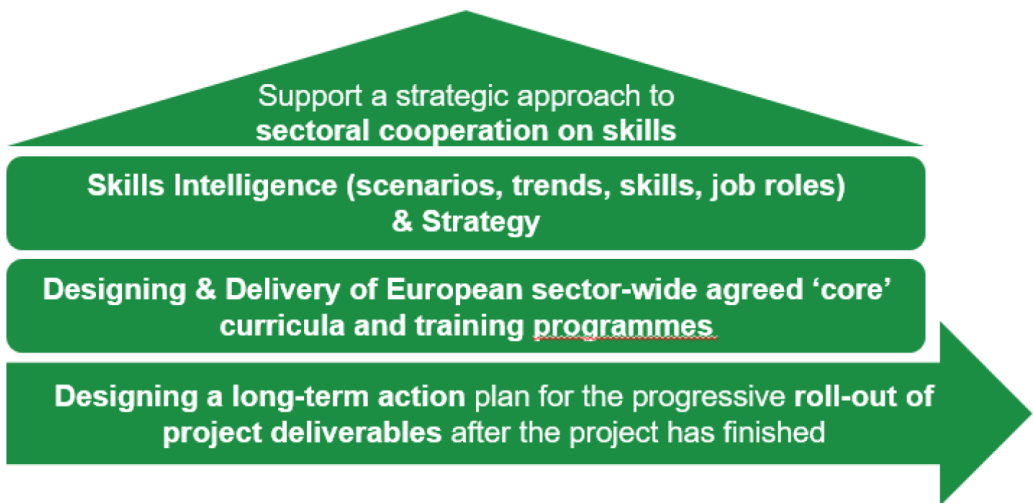 Support a strategic approach to
sectoral cooperation on skills
Skills Intelligence (scenarios, trends, skills, job roles)
& Strategy
Designing & Delivery of European sector-wide agreed ‘core’
curricula and training programmes
Designing a long-term action plan for the progressive roll-out of
project deliverables after the project has finished